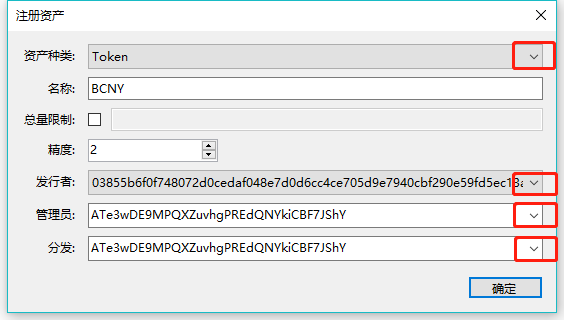 注册资产
资产种类: Token
名称: BCNY
总量限制:
精度: 2
发行者: 03855b6f0f748072d0cedaf048e7d0d6cc4ce705d9e7940cbf290e59fd5ec18a
管理员: ATe3wDE9MPQXZuvhgPREdQNYkiCBF7JShY
分发: ATe3wDE9MPQXZuvhgPREdQNYkiCBF7JShY
确定